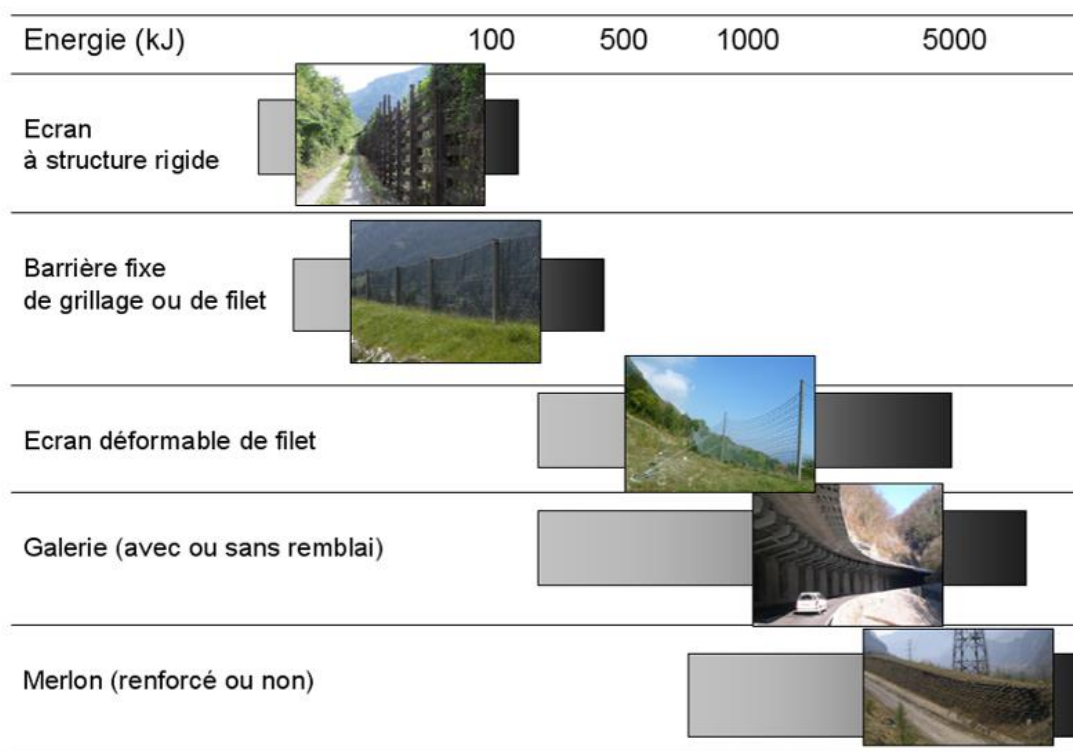 Energie (kJ) 100 500 1000 5000
Ecran
à structure rigide
Barrière fixe
de grillage ou de filet
Ecran déformable de filet
Galerie (avec ou sans remblai)
Merlon (renforcé ou non)